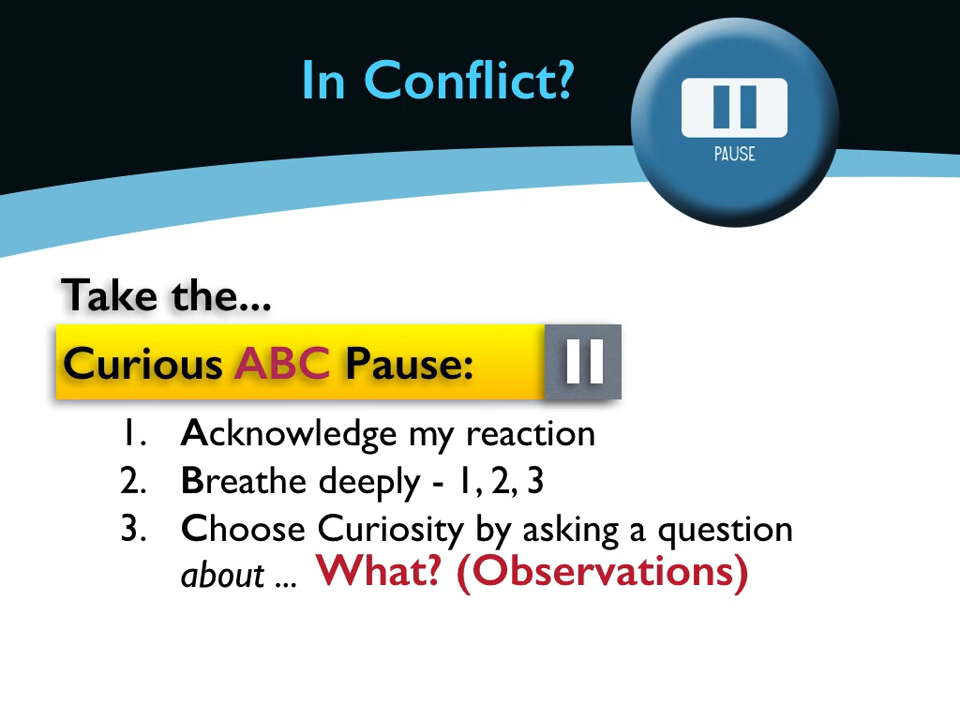 In Conflict?
PAUSE
Take the...
Curious ABC Pause:
1. Acknowledge my reaction
2. Breathe deeply - 1, 2, 3
3. Choose Curiosity by asking a question
about ... What? (Observations)